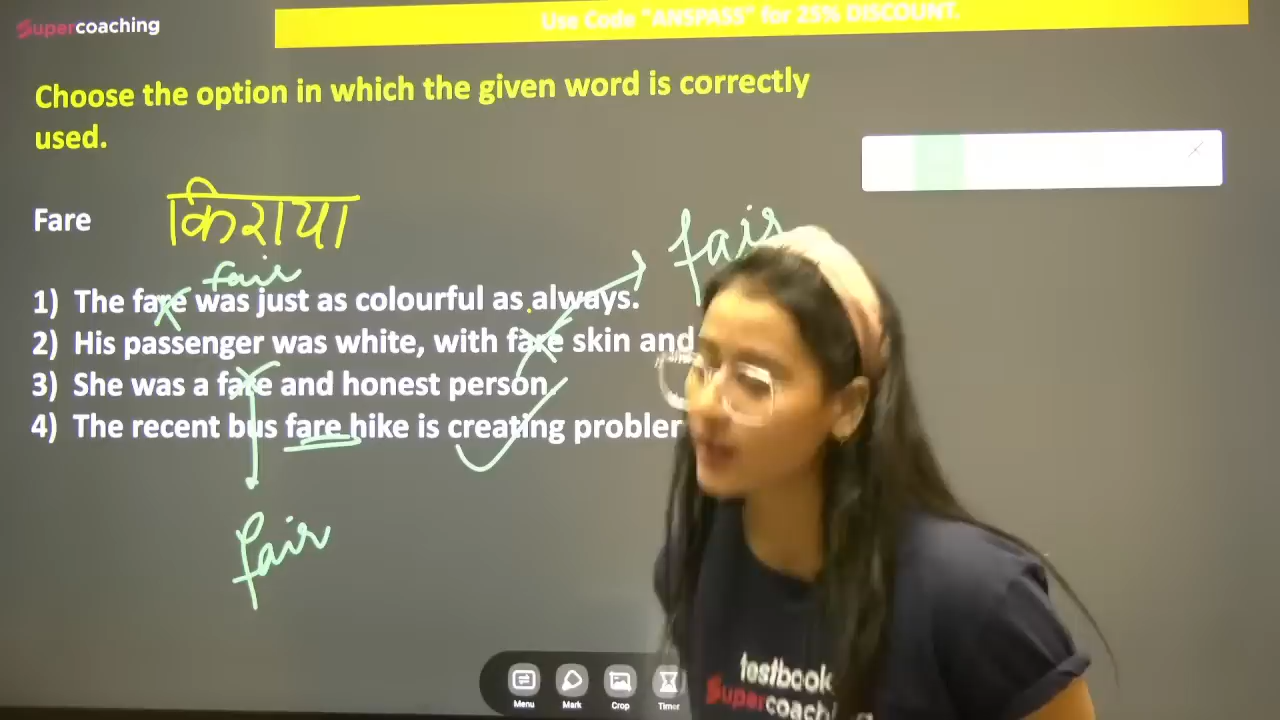 Supercoaching
Use Code "ANSPASS" for 25% DISCOUNT.
Choose the option in which the given word is correctly
used.
Fare किराया
fair
fair
1) The fare was just as colourful as always.
2) His passenger was white, with fare skin and
3) She was a fare and honest person.
4) The recent bus fare hike is creating probler
fair
Menu Mark Crop Timer
testbook
Supercoaching